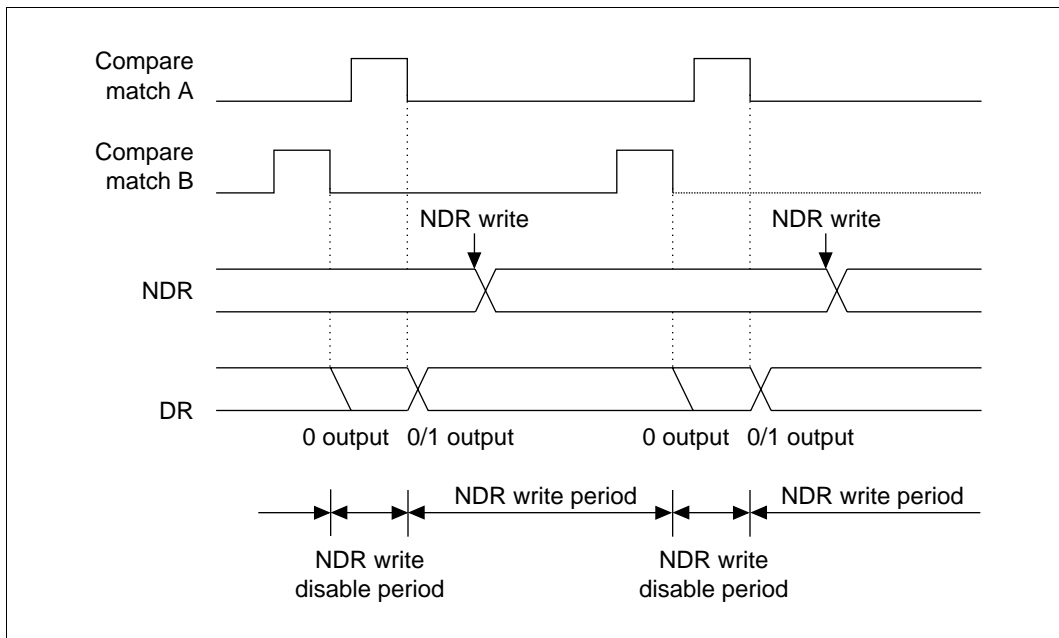 Compare
match A
Compare
match B
NDR write
NDR write
NDR
DR
0 output
0/1 output
0 output
0/1 output
NDR write period
NDR write period
NDR write
disable period
NDR write
disable period